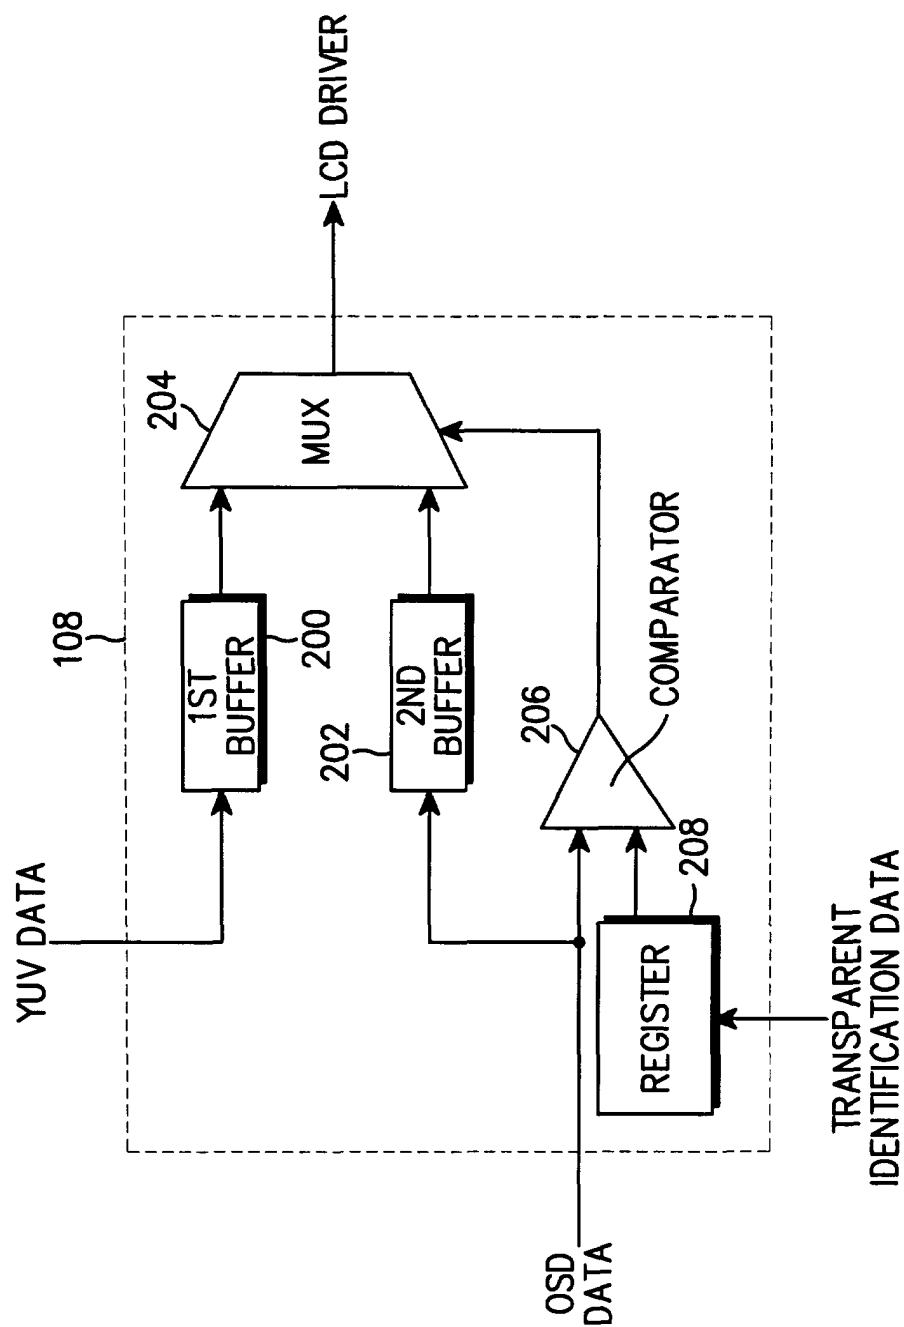 YUV DATA
108
1ST
BUFFER
200
204
MUX
LCD DRIVER
202
2ND
BUFFER
206
COMPARATOR
OSD
DATA
REGISTER
208
TRANSPARENT
IDENTIFICATION DATA